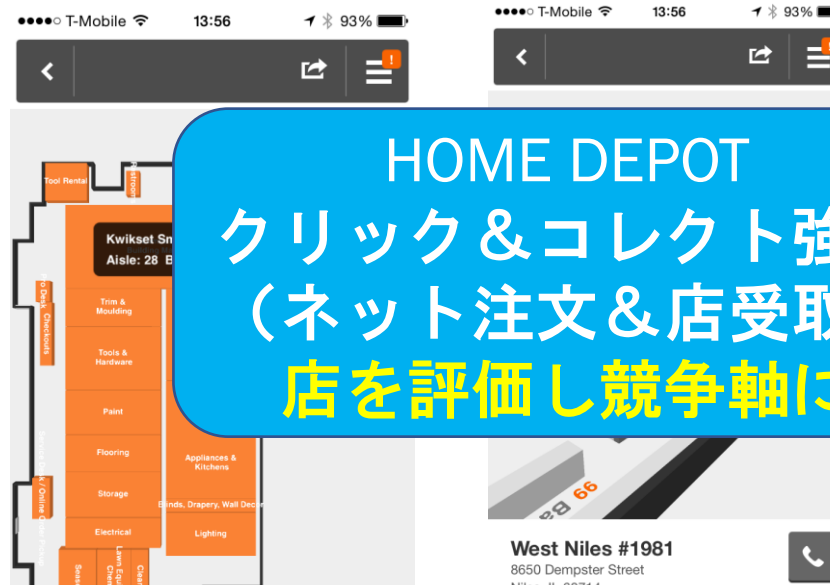 T-Mobile 13:56 93%
T-Mobile 13:56 93%
!
Tool Rental
Kwikset
Aisle: 28
Pro Desk Checkouts
Trim &
Moulding
Tools &
Hardware
Paint
Flooring
Storage
Electrical
Appliances &
Kitchens
Blinds, Drapery, Wall Decor
Lighting
HOME DEPOT
クリック＆コレクト強
（ネット注文＆店受取
店を評価し競争軸に
66
Ba
West Niles #1981
8650 Dempster Street